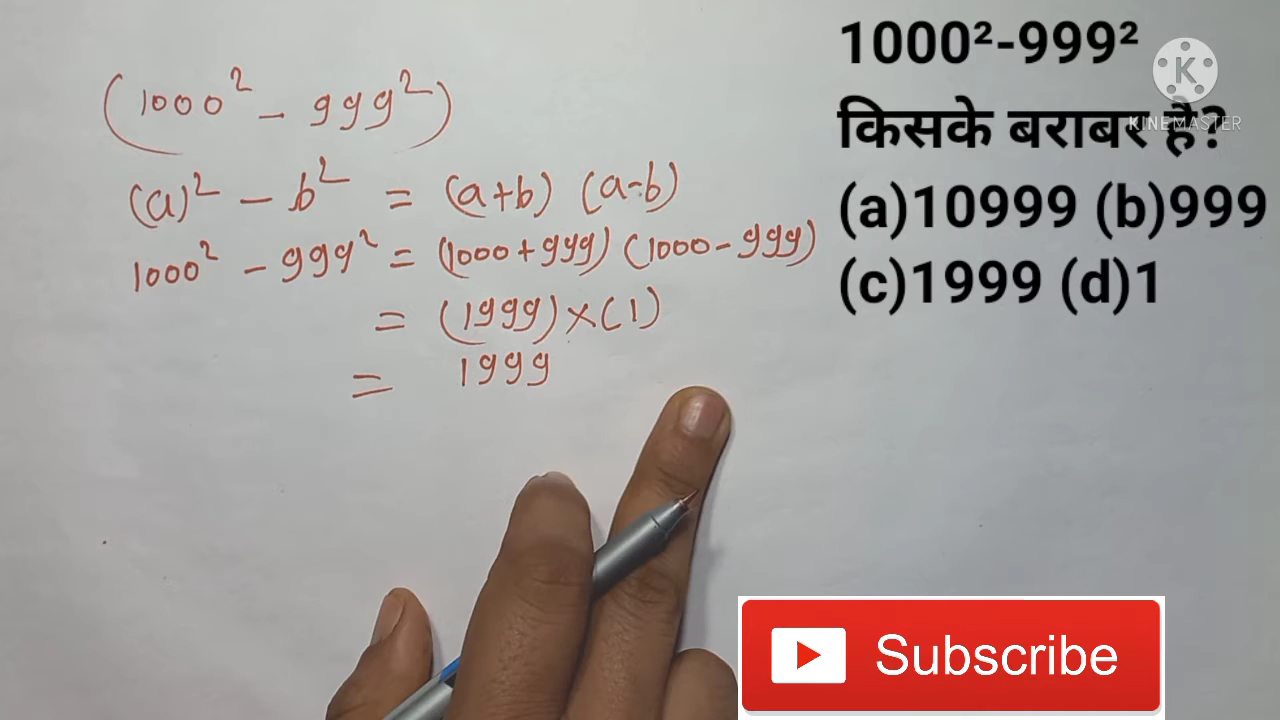 (1000² - 999²)
(a)² - b² = (a+b) (a-b)
1000² - 999² = (1000+999) (1000-999)
= (1999)×(1)
= 1999
1000²-999²
किसके बराबर है?
(a)10999 (b)999
(c)1999 (d)1
K
KINEMASTER
Subscribe